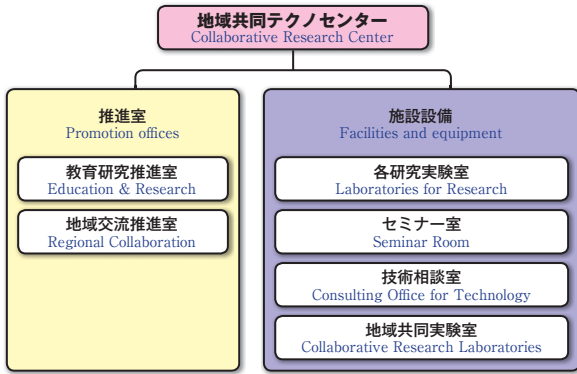 地域共同テクノセンター
Collaborative Research Center
推進室
Promotion offices
教育研究推進室
Education & Research
地域交流推進室
Regional Collaboration
施設設備
Facilities and equipment
各研究実験室
Laboratories for Research
セミナー室
Seminar Room
技術相談室
Consulting Office for Technology
地域共同実験室
Collaborative Research Laboratories